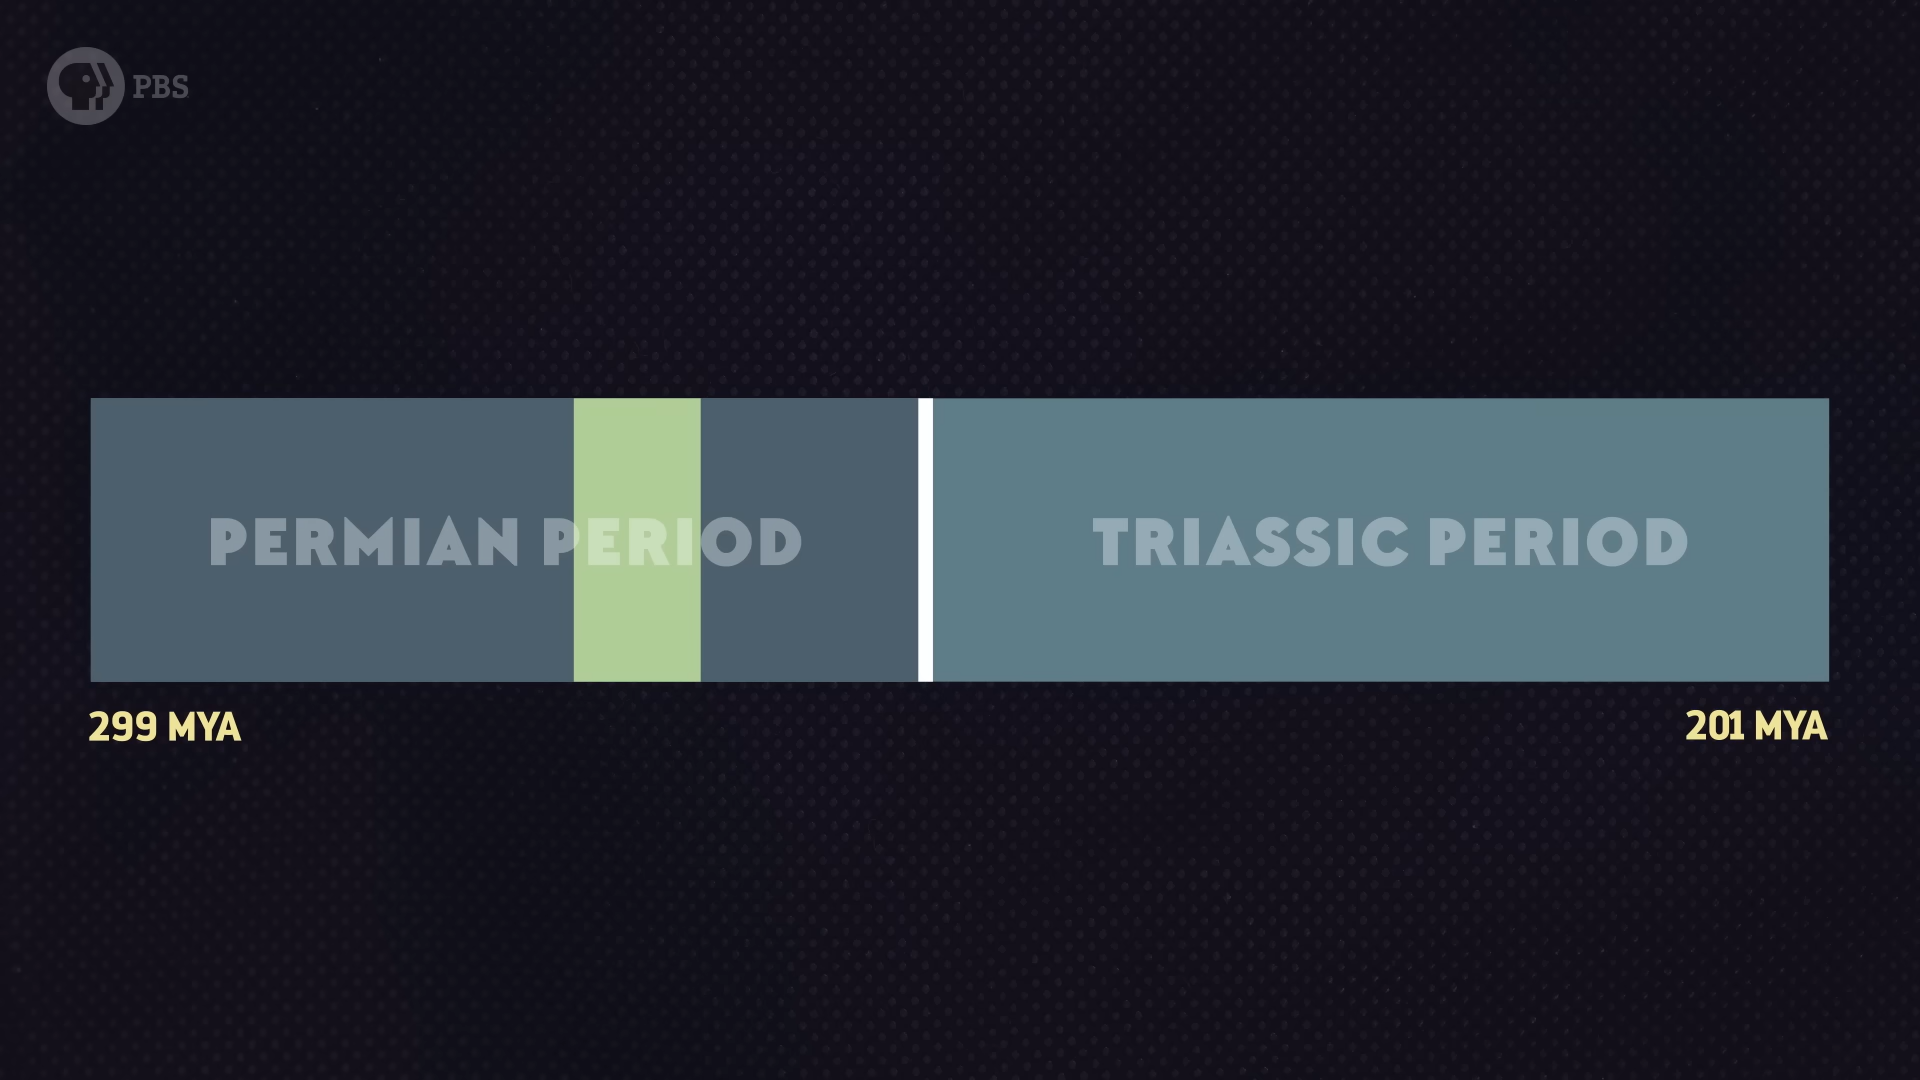 PBS
PERMIAN PERIOD
TRIASSIC PERIOD
299 MYA
201 MYA